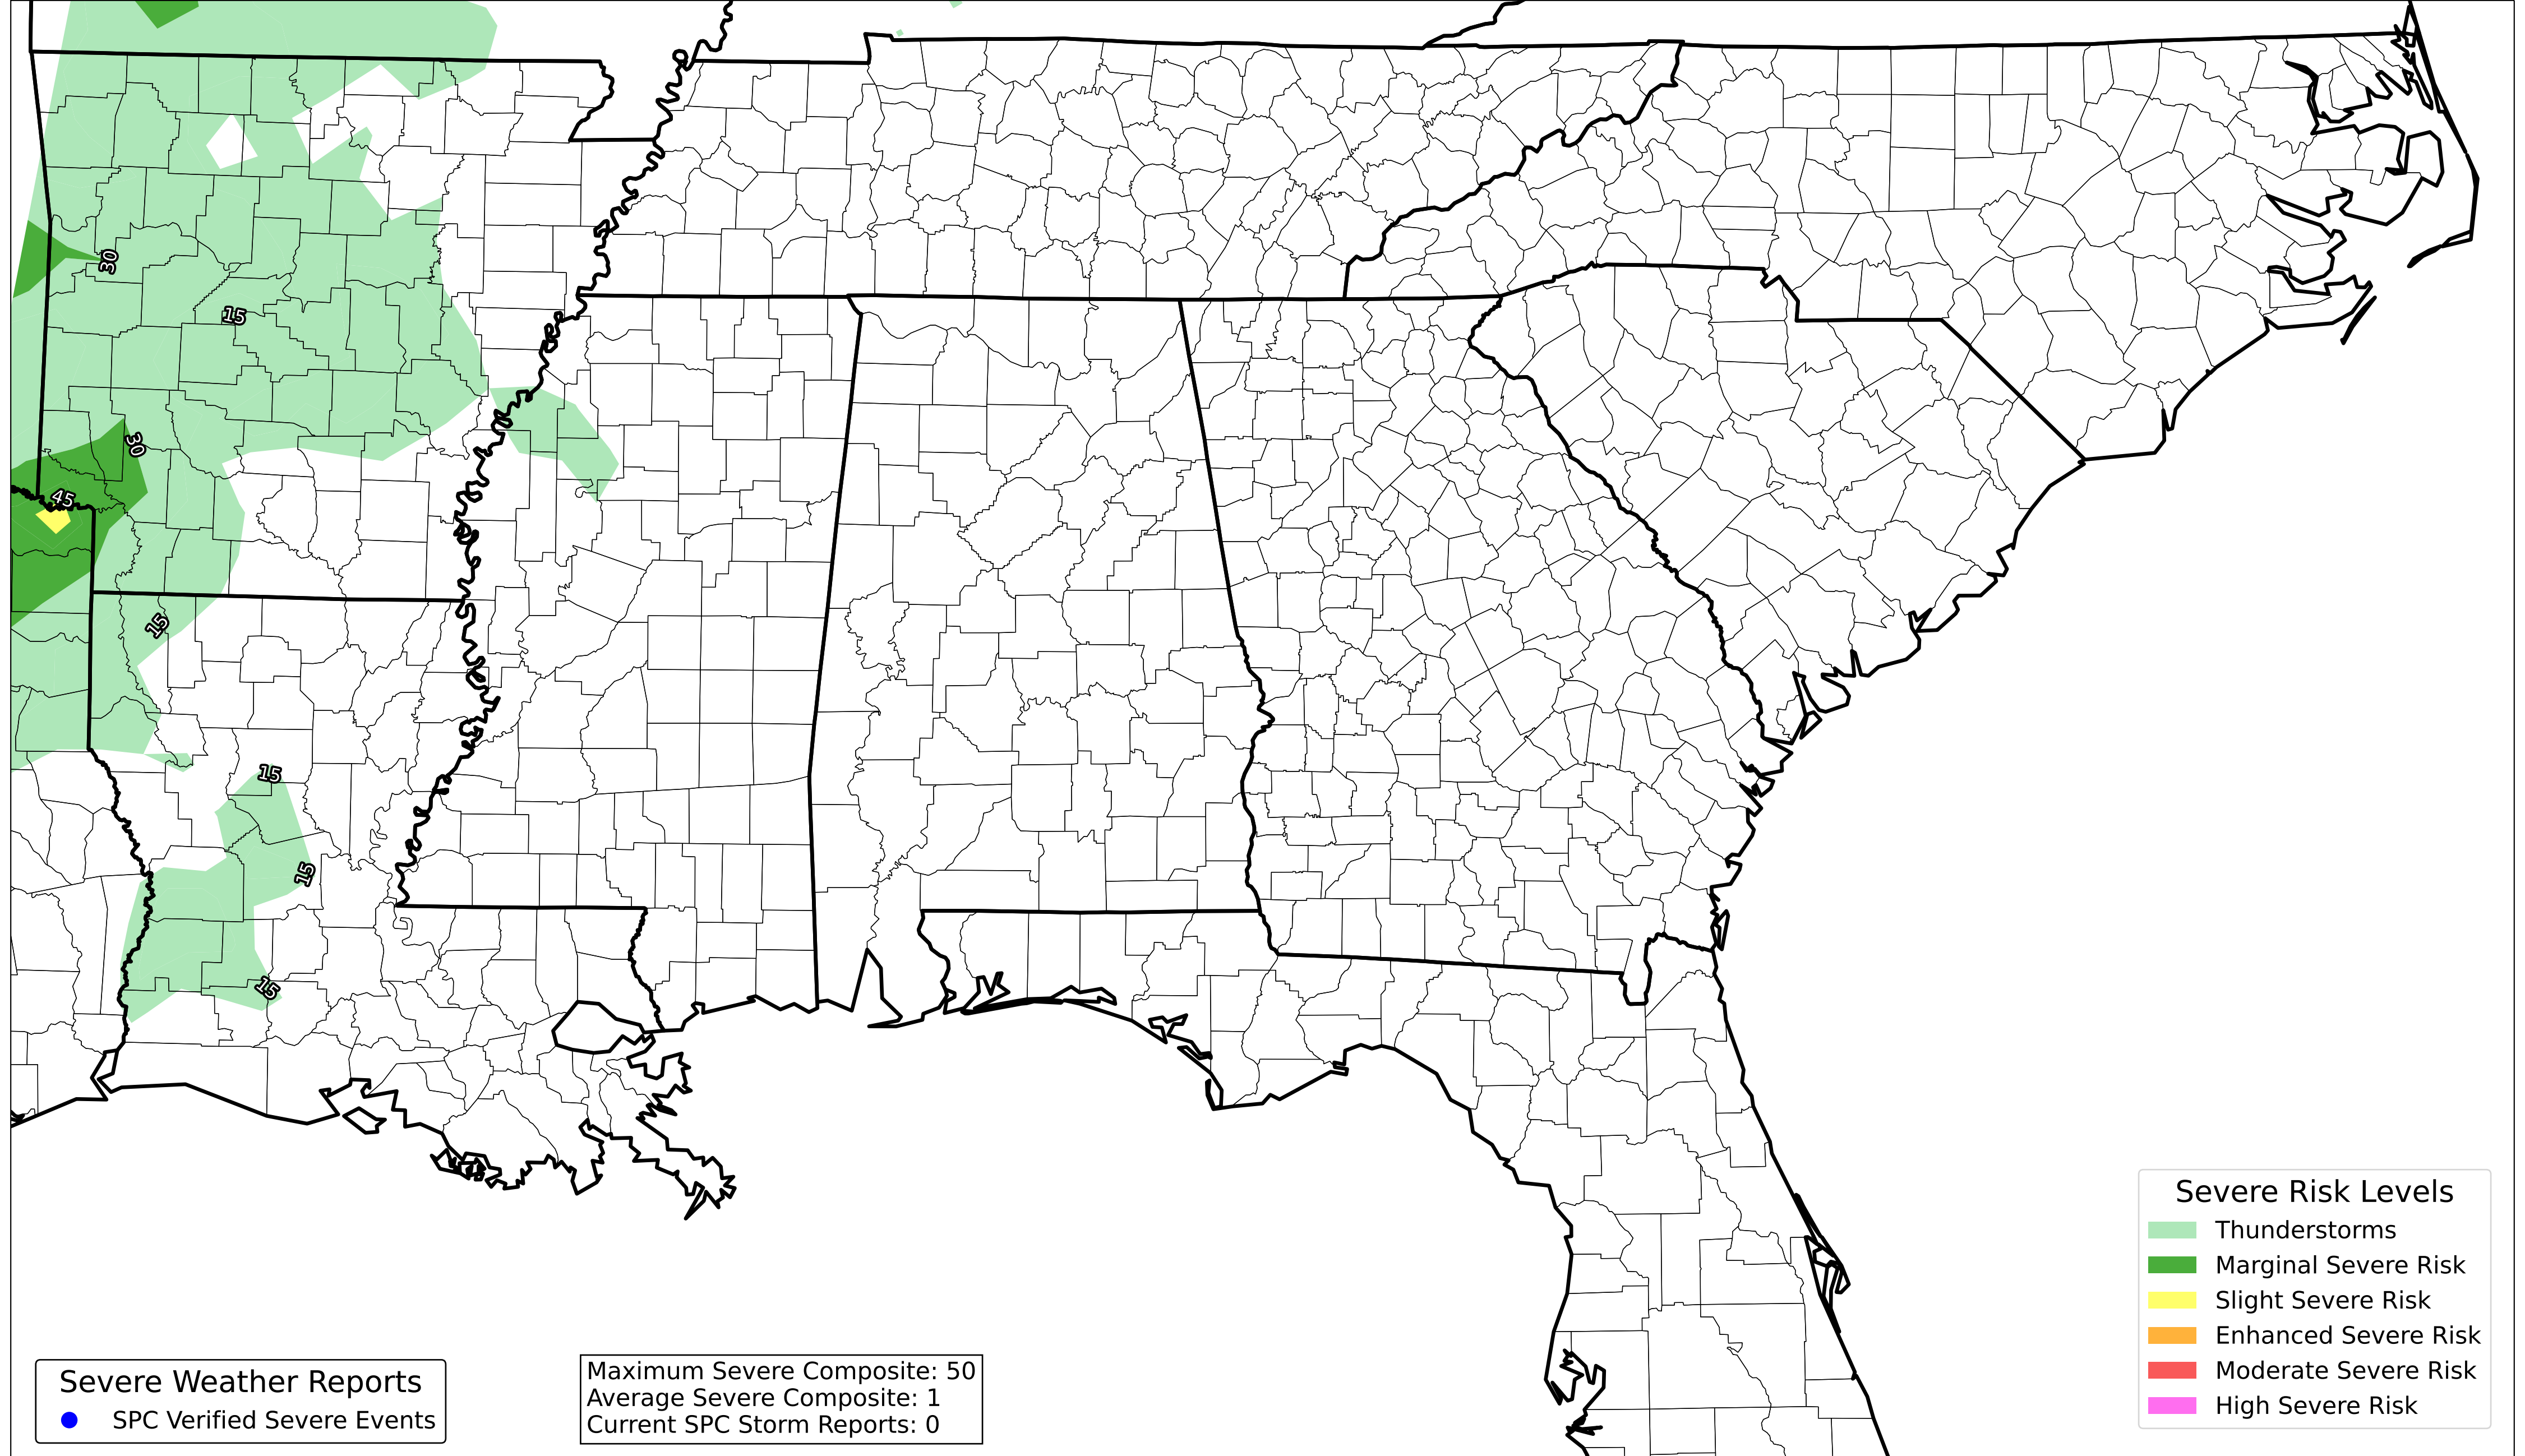 30
15
30
45
15
15
15
15
Severe Risk Levels
Thunderstorms
Marginal Severe Risk
Slight Severe Risk
Enhanced Severe Risk
Moderate Severe Risk
High Severe Risk
Severe Weather Reports
SPC Verified Severe Events
Maximum Severe Composite: 50
Average Severe Composite: 1
Current SPC Storm Reports: 0